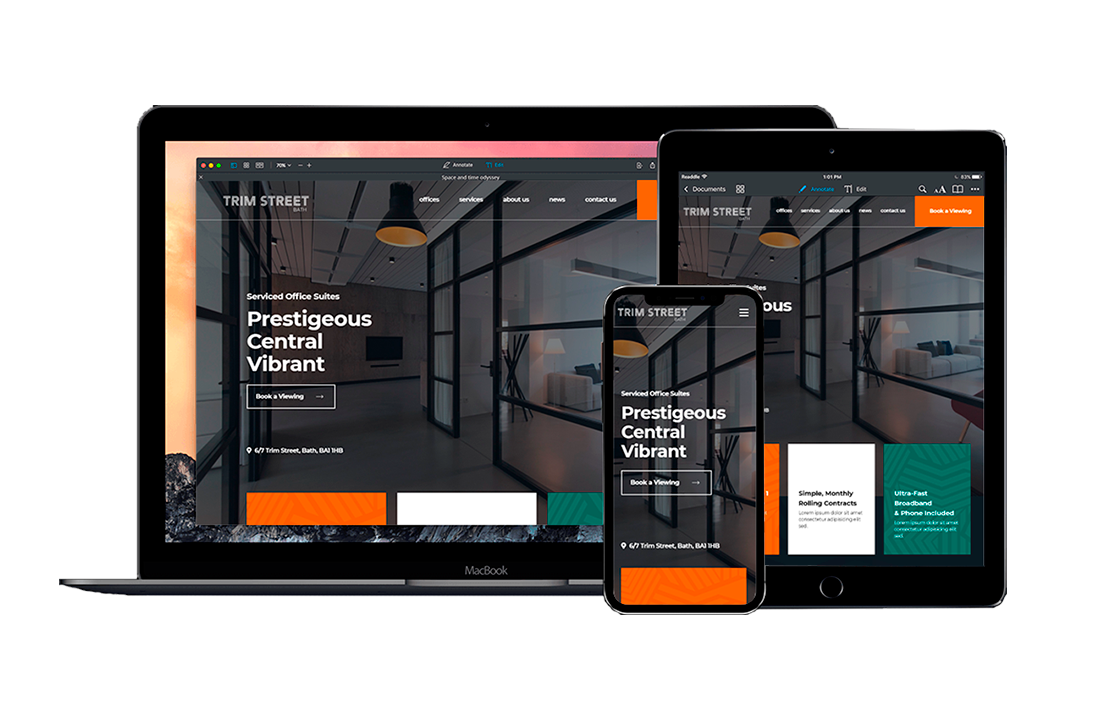 70%
Annotate
Edit
Space and time odyssey
TRIM STREET
BATH
offices
services
about us
news
contact us
Serviced Office Suites
Prestigeous
Central
Vibrant
Book a Viewing
6/7 Trim Street, Bath, BA1 1HB
MacBook
Readdle
1:01 PM
83%
Documents
Annotate
Edit
AA
TRIM STREET
BATH
offices
services
about us
news
contact us
Book a Viewing
Simple, Monthly
Rolling Contracts
Lorem ipsum dolor sit amet
consectetur adipisicing elit
sed.
Ultra-Fast
Broadband
& Phone Included
Lorem ipsum dolor sit amet
consectetur adipisicing elit
sed.
TRIM STREET
BATH
Serviced Office Suites
Prestigeous
Central
Vibrant
Book a Viewing
6/7 Trim Street, Bath, BA1 1HB